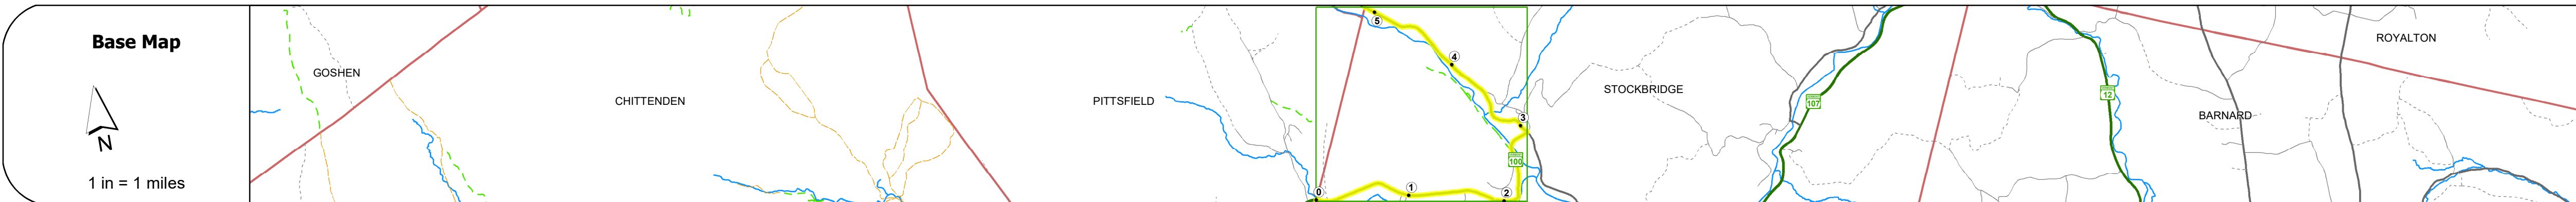 Base Map
N
1 in = 1 miles
GOSHEN
CHITTENDEN
PITTSFIELD
0
1
2
3
4
5
100
STOCKBRIDGE
107
12
BARNARD
ROYALTON